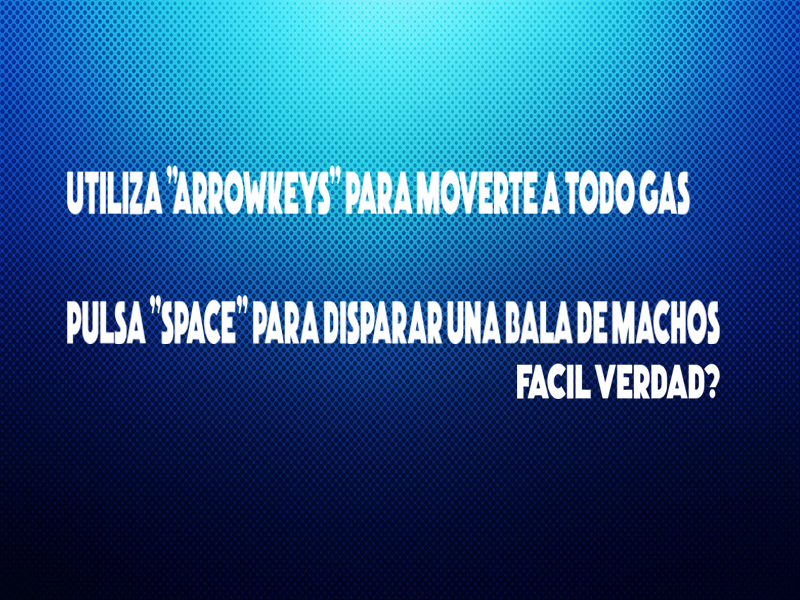 UTILIZA "ARROWKEYS" PARA MOVERTE A TODO GAS
PULSA "SPACE" PARA DISPARAR UNA BALA DE MACHOS
FACIL VERDAD?